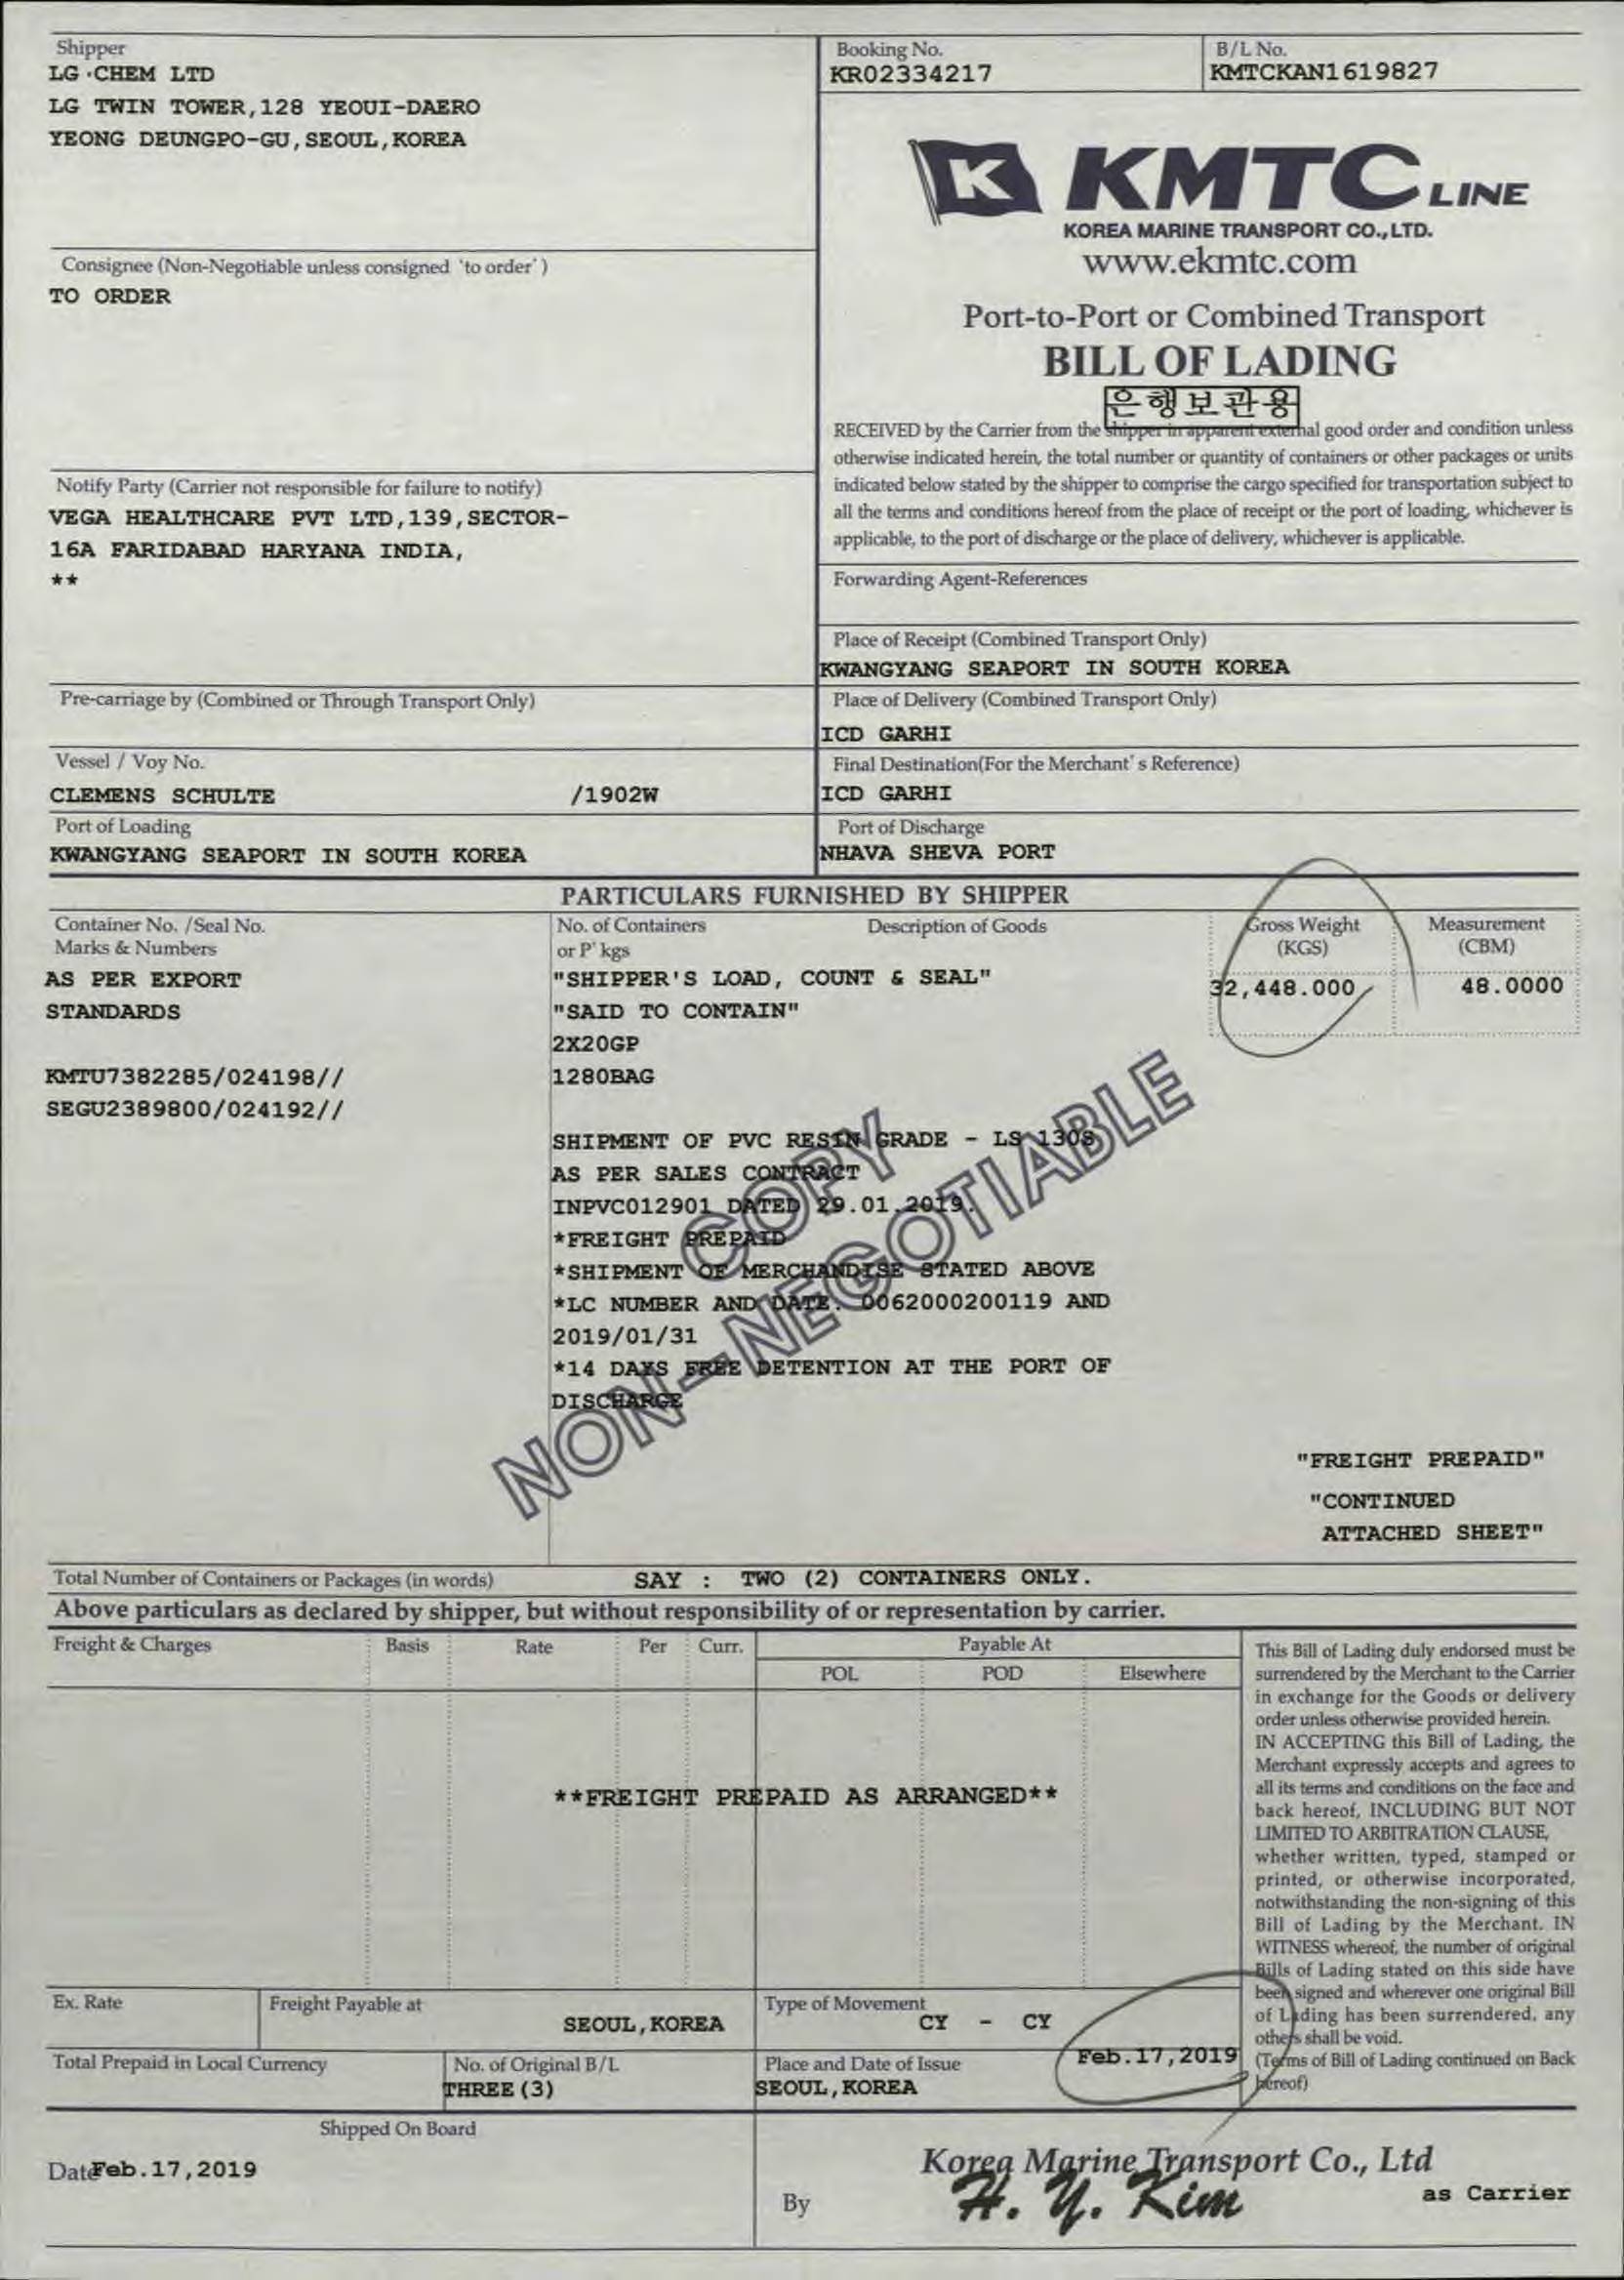 Shipper
LG CHEM LTD
LG TWIN TOWER,128 YEOUI-DAERO
YEONG DEUNGPO-GU,SEOUL,KOREA
Booking No.
KR02334217
B/L No.
KMTCKAN1619827
K KMTC LINE
KOREA MARINE TRANSPORT CO.,LTD.
www.ekmtc.com
Port-to-Port or Combined Transport
BILL OF LADING
은행보관용
RECEIVED by the Carrier from the shipper in apparent external good order and condition unless
otherwise indicated herein, the total number or quantity of containers or other packages or units
indicated below stated by the shipper to comprise the cargo specified for transportation subject to
all the terms and conditions hereof from the place of receipt or the port of loading, whichever is
applicable, to the port of discharge or the place of delivery, whichever is applicable.
Consignee (Non-Negotiable unless consigned 'to order')
TO ORDER
Notify Party (Carrier not responsible for failure to notify)
VEGA HEALTHCARE PVT LTD,139,SECTOR-
16A FARIDABAD HARYANA INDIA,
**
Forwarding Agent-References
Place of Receipt (Combined Transport Only)
KWANGYANG SEAPORT IN SOUTH KOREA
Pre-carriage by (Combined or Through Transport Only)
Place of Delivery (Combined Transport Only)
ICD GARHI
Vessel / Voy No.
CLEMENS SCHULTE /1902W
Final Destination(For the Merchant's Reference)
ICD GARHI
Port of Loading
KWANGYANG SEAPORT IN SOUTH KOREA
Port of Discharge
NHAVA SHEVA PORT
PARTICULARS FURNISHED BY SHIPPER
Container No. /Seal No.
Marks & Numbers
No. of Containers
or P'kgs
Description of Goods
Gross Weight
(KGS)
Measurement
(CBM)
AS PER EXPORT
STANDARDS
KMTU7382285/024198//
SEGU2389800/024192//
"SHIPPER'S LOAD, COUNT & SEAL"
"SAID TO CONTAIN"
2X20GP
1280BAG
32,448.000
48.0000
SHIPMENT OF PVC RESIN GRADE - LS 130S
AS PER SALES CONTRACT
INPVC012901 DATED 29.01.2019.
*FREIGHT PREPAID
*SHIPMENT OF MERCHANDISE STATED ABOVE
*LC NUMBER AND DATE. 0062000200119 AND
2019/01/31
*14 DAYS FREE DETENTION AT THE PORT OF
DISCHARGE
COPY
NON-NEGOTIABLE
"FREIGHT PREPAID"
"CONTINUED
ATTACHED SHEET"
Total Number of Containers or Packages (in words) SAY : TWO (2) CONTAINERS ONLY.
Above particulars as declared by shipper, but without responsibility of or representation by carrier.
Freight & Charges Basis Rate Per Curr. Payable At
POL POD Elsewhere
**FREIGHT PREPAID AS ARRANGED**
This Bill of Lading duly endorsed must be
surrendered by the Merchant to the Carrier
in exchange for the Goods or delivery
order unless otherwise provided herein.
IN ACCEPTING this Bill of Lading, the
Merchant expressly accepts and agrees to
all its terms and conditions on the face and
back hereof, INCLUDING BUT NOT
LIMITED TO ARBITRATION CLAUSE,
whether written, typed, stamped or
printed, or otherwise incorporated,
notwithstanding the non-signing of this
Bill of Lading by the Merchant. IN
WITNESS whereof, the number of original
Bills of Lading stated on this side have
been signed and wherever one original Bill
of Lading has been surrendered, any
others shall be void.
(Terms of Bill of Lading continued on Back
hereof)
Ex. Rate
Freight Payable at
SEOUL,KOREA
Type of Movement
CY - CY
Total Prepaid in Local Currency
No. of Original B/L
THREE(3)
Place and Date of Issue
SEOUL,KOREA
Feb.17,2019
Shipped On Board
Date Feb.17,2019
Korea Marine Transport Co., Ltd
By H. Y. Kim as Carrier